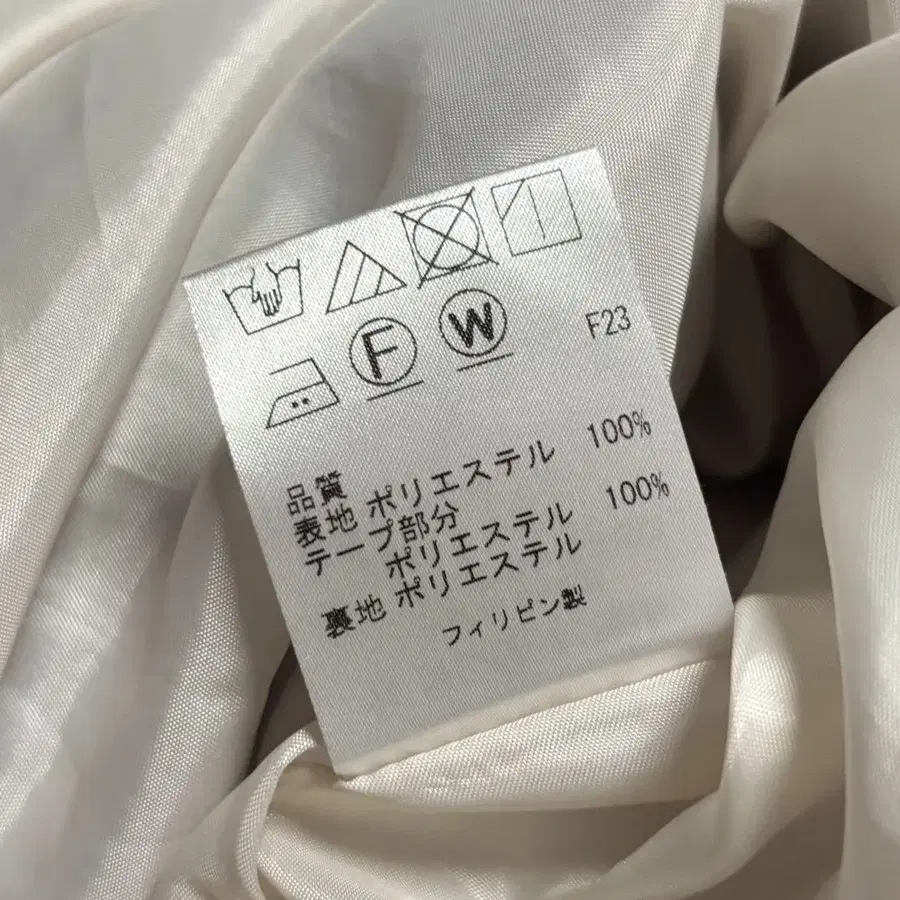 F W
F23
品質
表地 ポリエステル 100%
テープ部分
ポリエステル 100%
裏地 ポリエステル
フィリピン製